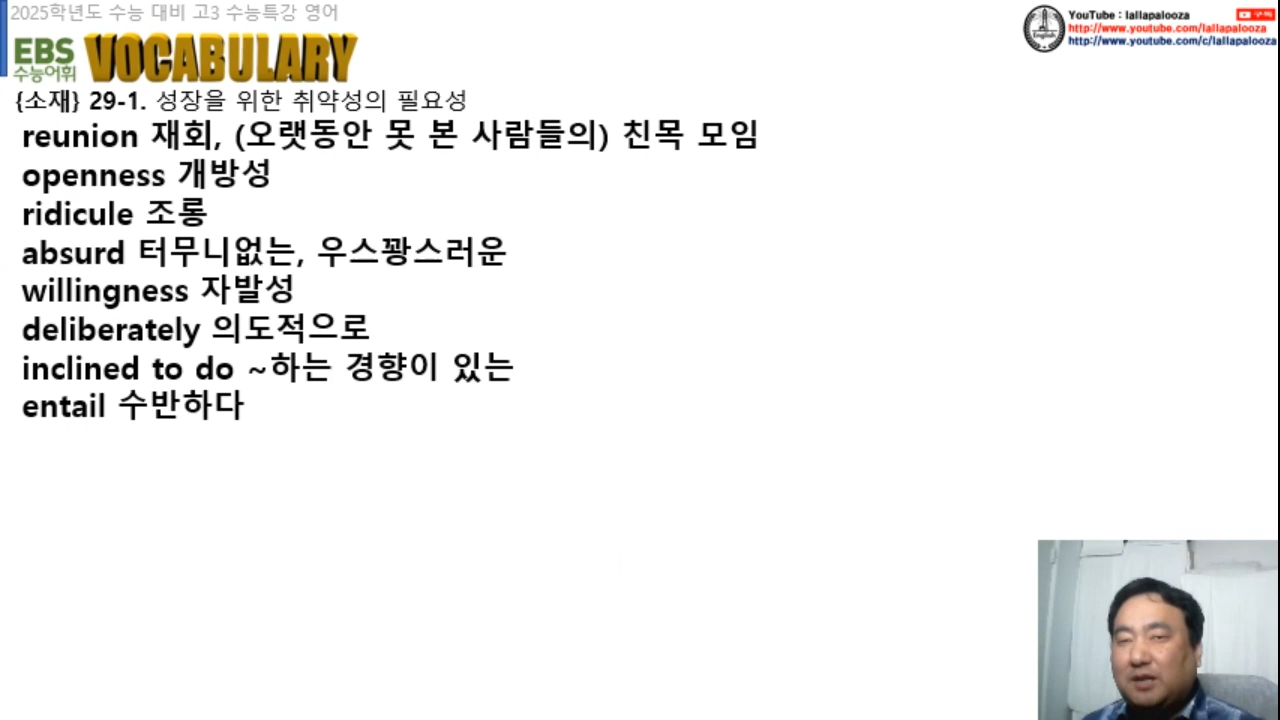 2025학년도 수능 대비 고3 수능특강 영어
EBS
수능어휘
VOCABULARY
YouTube : lallapalooza
구독
http://www.youtube.com/lallapalooza
http://www.youtube.com/c/lallapalooza
English
{소재} 29-1. 성장을 위한 취약성의 필요성
reunion 재회, (오랫동안 못 본 사람들의) 친목 모임
openness 개방성
ridicule 조롱
absurd 터무니없는, 우스꽝스러운
willingness 자발성
deliberately 의도적으로
inclined to do ~하는 경향이 있는
entail 수반하다